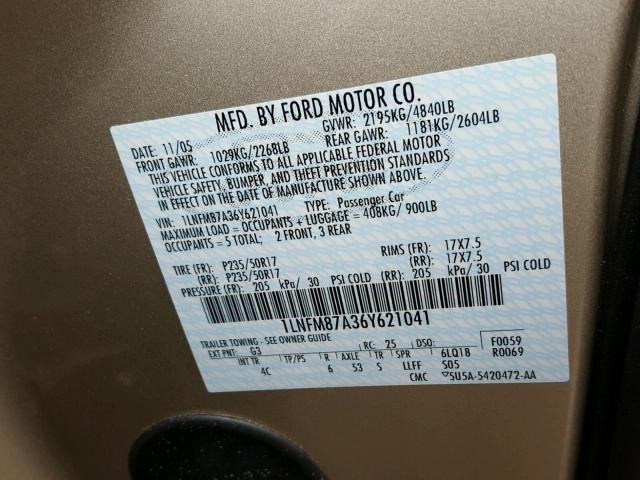 MFD. BY FORD MOTOR CO.
DATE: 11/05 GVWR: 2195KG/4840LB
FRONT GAWR: 1029KG/2268LB REAR GAWR: 1181KG/2604LB
THIS VEHICLE CONFORMS TO ALL APPLICABLE FEDERAL MOTOR
VEHICLE SAFETY, BUMPER, AND THEFT PREVENTION STANDARDS
IN EFFECT ON THE DATE OF MANUFACTURE SHOWN ABOVE.
VIN: 1LNFM87A36Y621041 TYPE: Passenger Car
MAXIMUM LOAD = OCCUPANTS + LUGGAGE = 408KG/ 900LB
OCCUPANTS = 5 TOTAL; 2 FRONT, 3 REAR
TIRE (FR): P235/50R17 RIMS (FR): 17X7.5
(RR): P235/50R17 (RR): 17X7.5
PRESSURE (FR): 205 kPa/ 30 PSI COLD (RR): 205 kPa/ 30 PSI COLD
1LNFM87A36Y621041
TRAILER TOWING - SEE OWNER GUIDE
EXT PNT: G3 RC: 25 DSO: F0059
INT TR TP/PS R AXLE TR SPR 6LQ18 R0069
4C 6 53 S LLFF S05
CMC 5U5A-5420472-AA